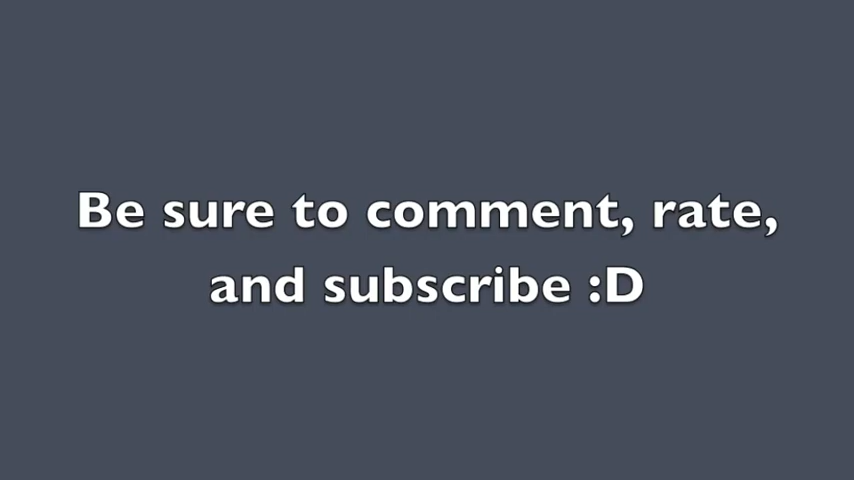 Be sure to comment, rate,
and subscribe :D